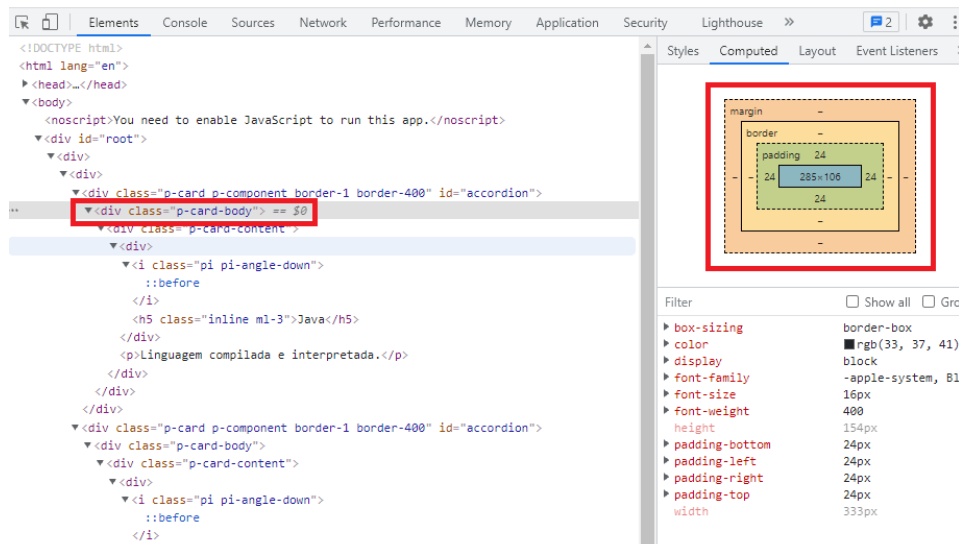 Elements Console Sources Network Performance Memory Application Security Lighthouse » 2
<!DOCTYPE html>
<html lang="en">
<head>…</head>
<body>
<noscript>You need to enable JavaScript to run this app.</noscript>
<div id="root">
<div>
<div>
<div class="p-card p-component border-1 border-400" id="accordion">
<div class="p-card-body"> == $0
<div class="p-card-content">
<div>
<i class="pi pi-angle-down">
::before
</i>
<h5 class="inline ml-3">Java</h5>
</div>
<p>Linguagem compilada e interpretada.</p>
</div>
</div>
</div>
<div class="p-card p-component border-1 border-400" id="accordion">
<div class="p-card-body">
<div class="p-card-content">
<div>
<i class="pi pi-angle-down">
::before
</i>
Styles Computed Layout Event Listeners
margin -
border -
padding 24
- - 24 285×106 24 - -
24
-
-
Filter Show all Gro
box-sizing border-box
color rgb(33, 37, 41)
display block
font-family -apple-system, Bl
font-size 16px
font-weight 400
height 154px
padding-bottom 24px
padding-left 24px
padding-right 24px
padding-top 24px
width 333px